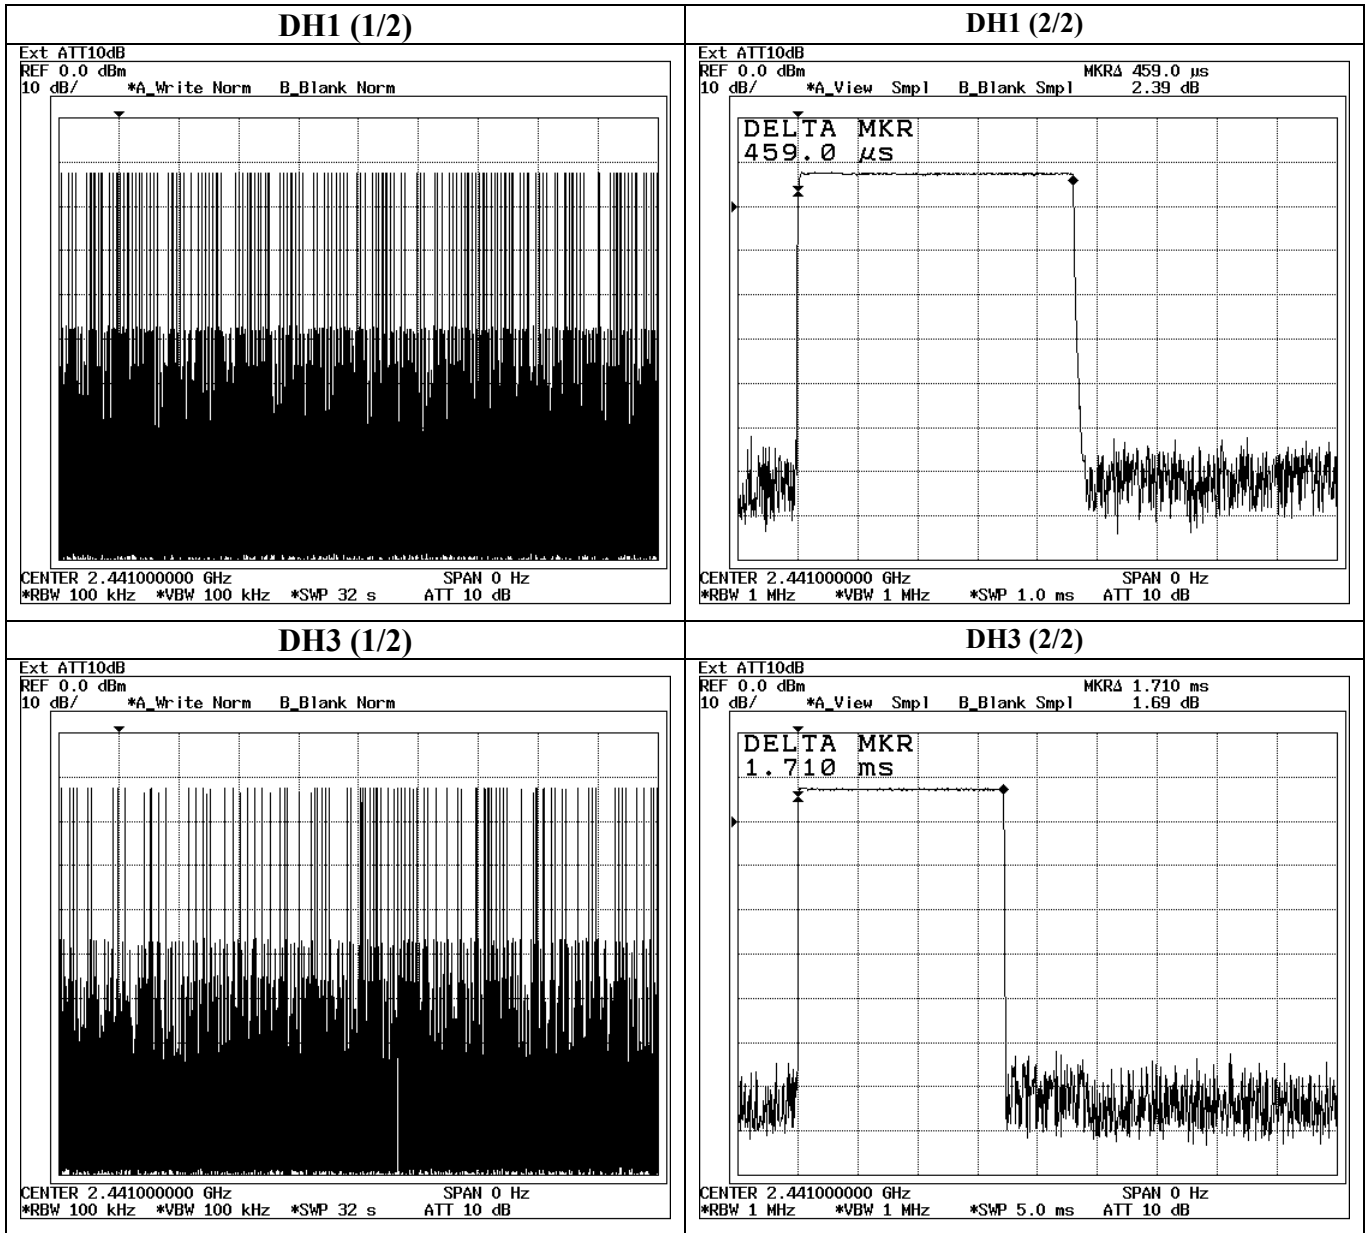 DH1 (1/2)
Ext ATT10dB
REF 0.0 dBm
10 dB/ *A_Write Norm B_Blank Norm
CENTER 2.441000000 GHz SPAN 0 Hz
*RBW 100 kHz *VBW 100 kHz *SWP 32 s ATT 10 dB
DH1 (2/2)
Ext ATT10dB
REF 0.0 dBm MKRΔ 459.0 µs
10 dB/ *A_View Smpl B_Blank Smpl 2.39 dB
DELTA MKR
459.0 µs
CENTER 2.441000000 GHz SPAN 0 Hz
*RBW 1 MHz *VBW 1 MHz *SWP 1.0 ms ATT 10 dB
DH3 (1/2)
Ext ATT10dB
REF 0.0 dBm
10 dB/ *A_Write Norm B_Blank Norm
CENTER 2.441000000 GHz SPAN 0 Hz
*RBW 100 kHz *VBW 100 kHz *SWP 32 s ATT 10 dB
DH3 (2/2)
Ext ATT10dB
REF 0.0 dBm MKRΔ 1.710 ms
10 dB/ *A_View Smpl B_Blank Smpl 1.69 dB
DELTA MKR
1.710 ms
CENTER 2.441000000 GHz SPAN 0 Hz
*RBW 1 MHz *VBW 1 MHz *SWP 5.0 ms ATT 10 dB